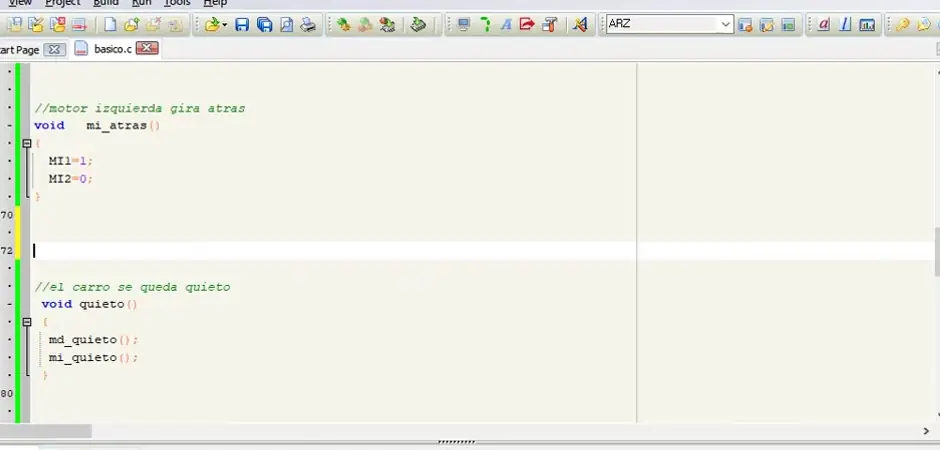 View Project Build Run Tools Help
ARZ
Start Page basico.c
//motor izquierda gira atras
void mi_atras()
{
MI1=1;
MI2=0;
}
70
72
//el carro se queda quieto
void quieto()
{
md_quieto();
mi_quieto();
}
80